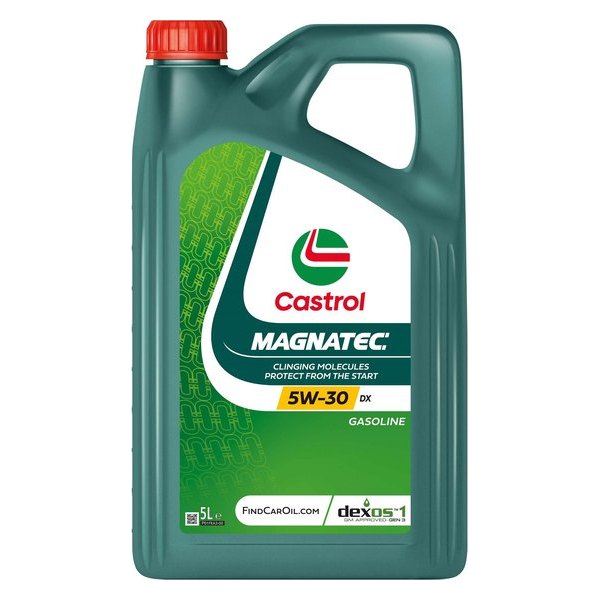 Castrol
MAGNATEC
CLINGING MOLECULES
PROTECT FROM THE START
5W-30 DX
GASOLINE
5L e
FINDCAROIL.COM
dexos™1
GM APPROVED GEN 3